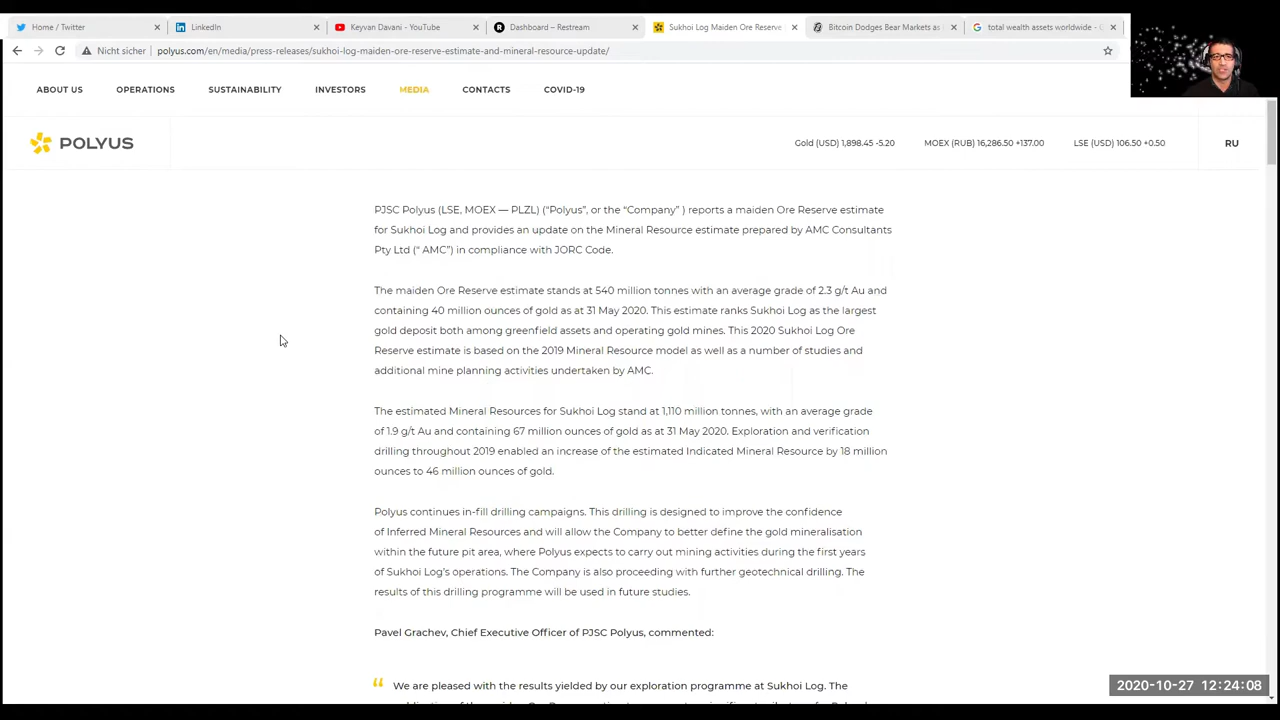 Home / Twitter
LinkedIn
Keyvan Davani - YouTube
Dashboard – Restream
Sukhoi Log Maiden Ore Reserve
Bitcoin Dodges Bear Markets as
total wealth assets worldwide -
Nicht sicher
polyus.com/en/media/press-releases/sukhoi-log-maiden-ore-reserve-estimate-and-mineral-resource-update/
ABOUT US
OPERATIONS
SUSTAINABILITY
INVESTORS
MEDIA
CONTACTS
COVID-19
POLYUS
Gold (USD) 1,898.45 -5.20
MOEX (RUB) 16,286.50 +137.00
LSE (USD) 106.50 +0.50
RU
PJSC Polyus (LSE, MOEX — PLZL) (“Polyus”, or the “Company” ) reports a maiden Ore Reserve estimate
for Sukhoi Log and provides an update on the Mineral Resource estimate prepared by AMC Consultants
Pty Ltd (“ AMC”) in compliance with JORC Code.
The maiden Ore Reserve estimate stands at 540 million tonnes with an average grade of 2.3 g/t Au and
containing 40 million ounces of gold as at 31 May 2020. This estimate ranks Sukhoi Log as the largest
gold deposit both among greenfield assets and operating gold mines. This 2020 Sukhoi Log Ore
Reserve estimate is based on the 2019 Mineral Resource model as well as a number of studies and
additional mine planning activities undertaken by AMC.
The estimated Mineral Resources for Sukhoi Log stand at 1,110 million tonnes, with an average grade
of 1.9 g/t Au and containing 67 million ounces of gold as at 31 May 2020. Exploration and verification
drilling throughout 2019 enabled an increase of the estimated Indicated Mineral Resource by 18 million
ounces to 46 million ounces of gold.
Polyus continues in-fill drilling campaigns. This drilling is designed to improve the confidence
of Inferred Mineral Resources and will allow the Company to better define the gold mineralisation
within the future pit area, where Polyus expects to carry out mining activities during the first years
of Sukhoi Log’s operations. The Company is also proceeding with further geotechnical drilling. The
results of this drilling programme will be used in future studies.
Pavel Grachev, Chief Executive Officer of PJSC Polyus, commented:
“ We are pleased with the results yielded by our exploration programme at Sukhoi Log. The
2020-10-27 12:24:08